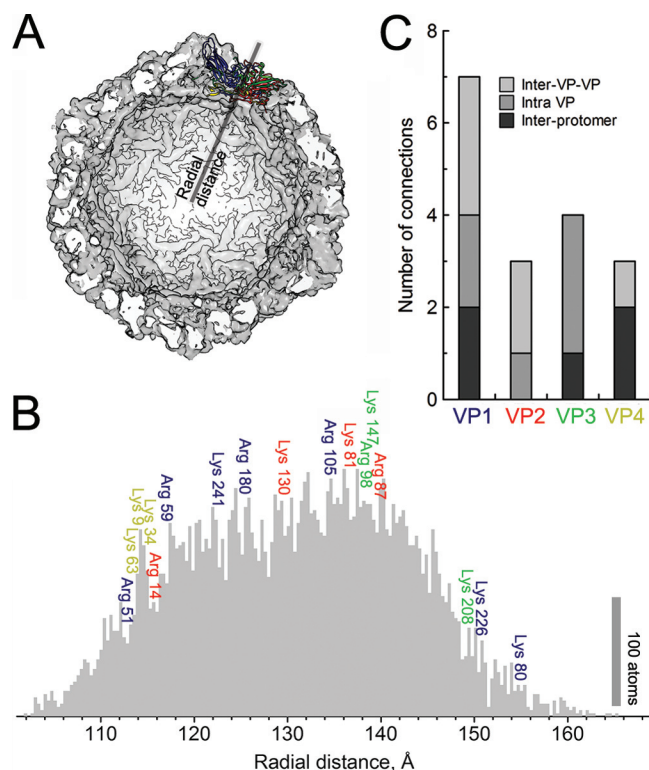 A
Radial
distance
C
Number of connections
8
6
4
2
0
Inter-VP-VP
Intra VP
Inter-protomer
VP1 VP2 VP3 VP4
B
Arg 51
Lys 63
Lys 9
Lys 34
Arg 14
Arg 59
Lys 241
Arg 180
Lys 130
Arg 105
Lys 81
Lys 147
Arg 98
Arg 87
Lys 208
Lys 226
Lys 80
100 atoms
110 120 130 140 150 160
Radial distance, Å